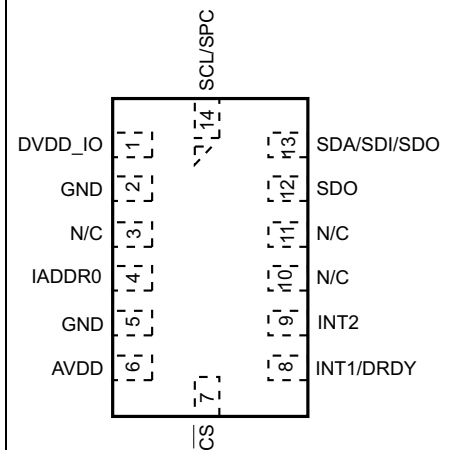 SCL/SPC
14
DVDD_IO 1 13 SDA/SDI/SDO
GND 2 12 SDO
N/C 3 11 N/C
IADDR0 4 10 N/C
GND 5 9 INT2
AVDD 6 8 INT1/DRDY
7
CS